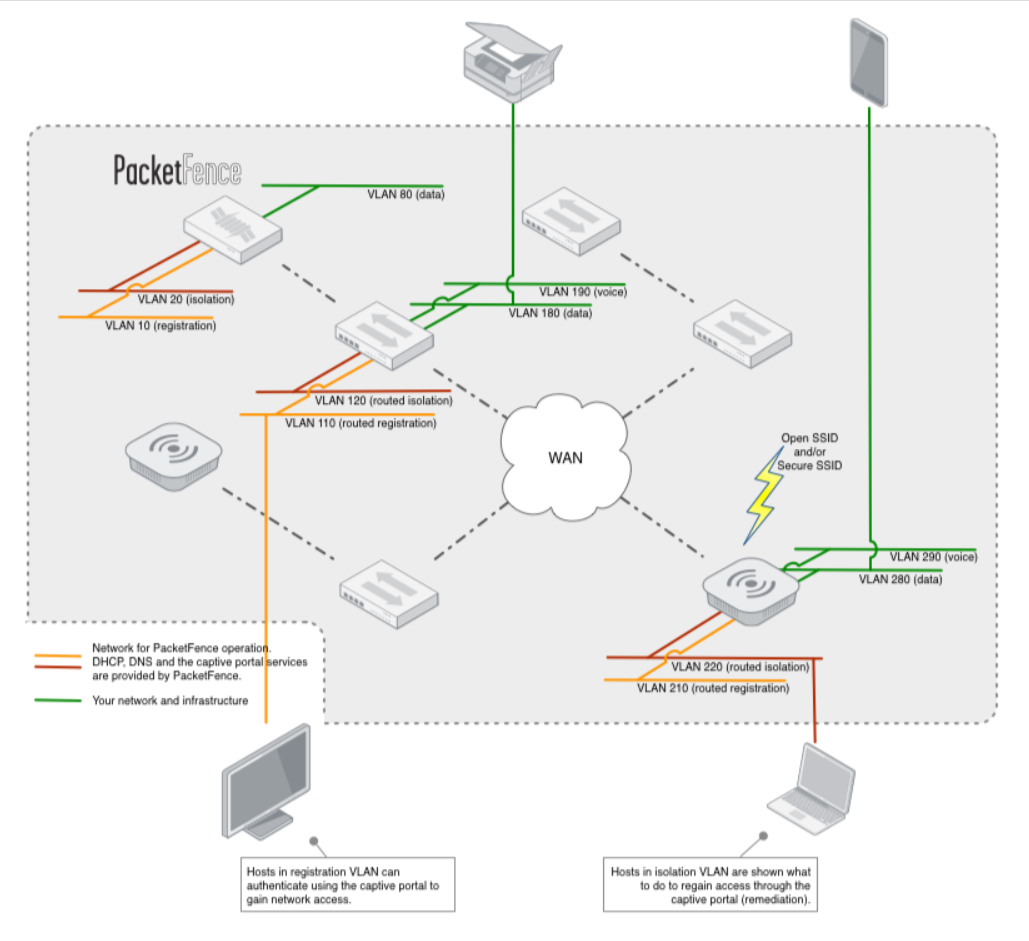 PacketFence
VLAN 80 (data)
VLAN 190 (voice)
VLAN 20 (isolation)
VLAN 180 (data)
VLAN 10 (registration)
VLAN 120 (routed isolation)
VLAN 110 (routed registration)
WAN
Open SSID
and/or
Secure SSID
VLAN 290 (voice)
VLAN 280 (data)
VLAN 220 (routed isolation)
VLAN 210 (routed registration)
Network for PacketFence operation.
DHCP, DNS and the captive portal services
are provided by PacketFence.
Your network and infrastructure
Hosts in registration VLAN can
authenticate using the captive portal to
gain network access.
Hosts in isolation VLAN are shown what
to do to regain access through the
captive portal (remediation).